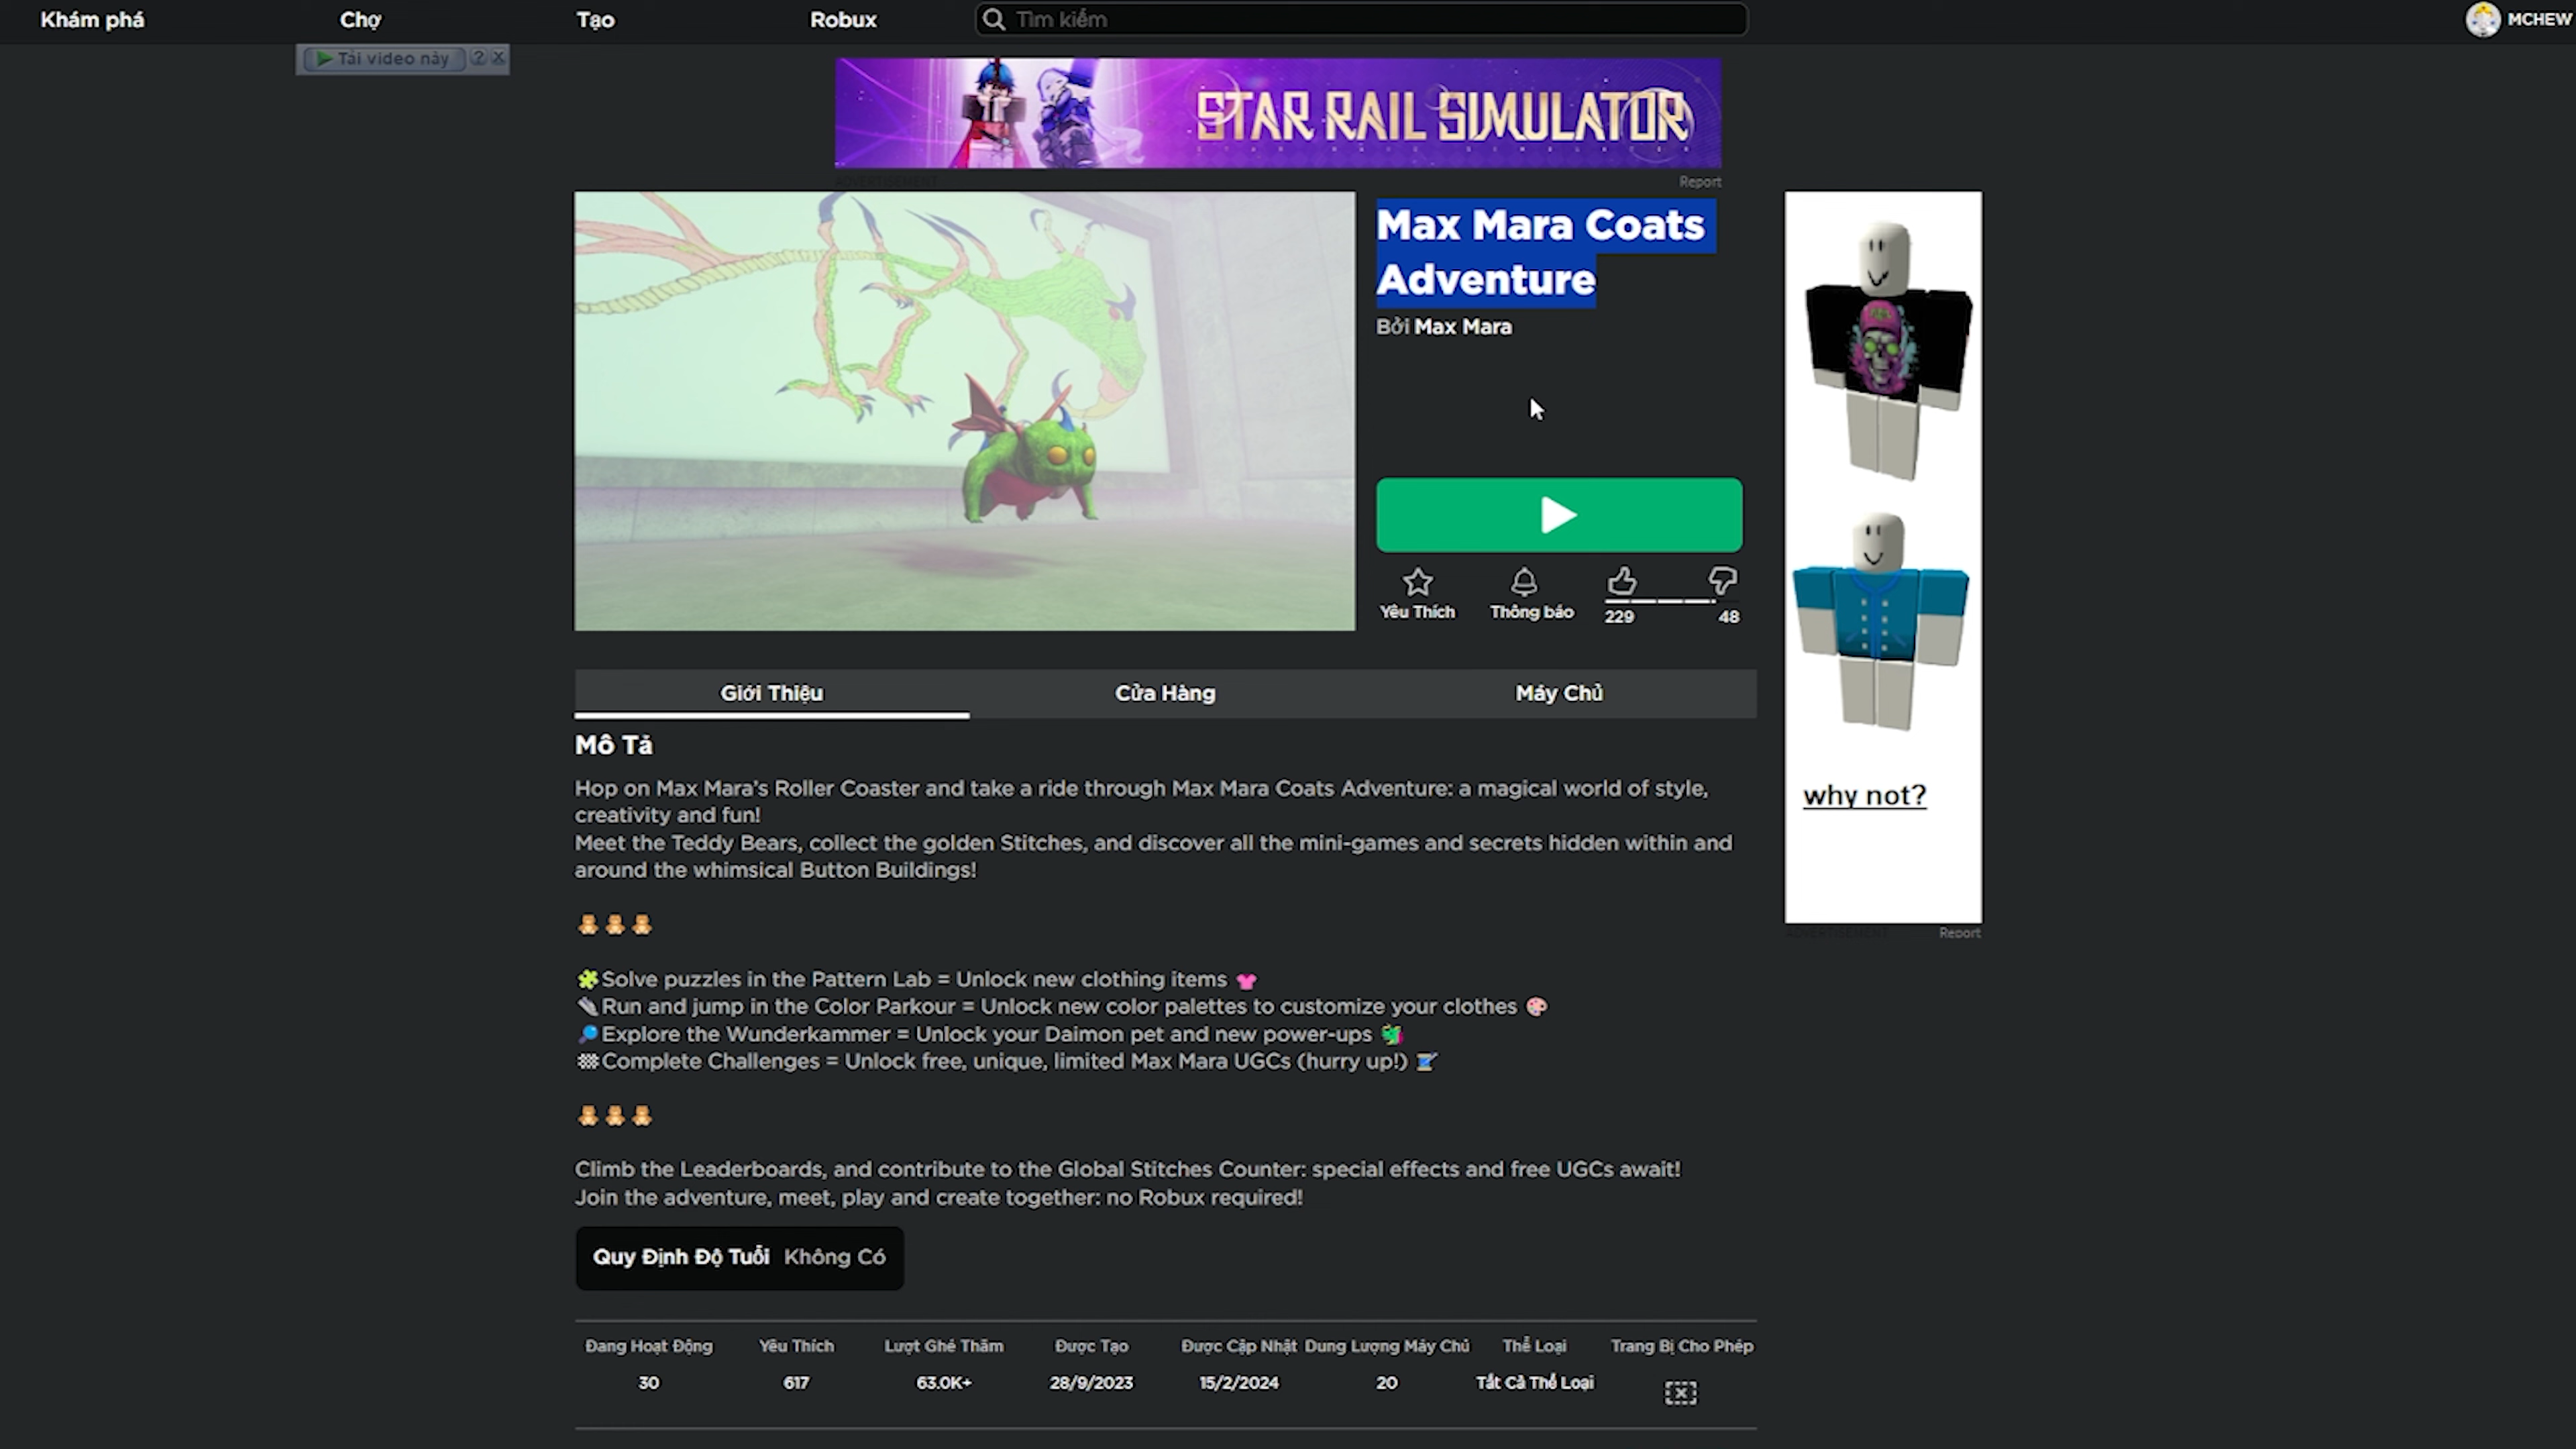 Khám phá
Chợ
Tạo
Robux
Tìm kiếm
MCHEW
Tải video này
? X
STAR RAIL SIMULATOR
ADVERTISEMENT
Report
Max Mara Coats
Adventure
Bởi Max Mara
Yêu Thích
Thông báo
229
48
Giới Thiệu
Cửa Hàng
Máy Chủ
Mô Tả
Hop on Max Mara's Roller Coaster and take a ride through Max Mara Coats Adventure: a magical world of style,
creativity and fun!
Meet the Teddy Bears, collect the golden Stitches, and discover all the mini-games and secrets hidden within and
around the whimsical Button Buildings!
🧸🧸🧸
🧩Solve puzzles in the Pattern Lab = Unlock new clothing items 👚
Run and jump in the Color Parkour = Unlock new color palettes to customize your clothes 🎨
🔎Explore the Wunderkammer = Unlock your Daimon pet and new power-ups 🐲
🏁Complete Challenges = Unlock free, unique, limited Max Mara UGCs (hurry up!) 🧵
🧸🧸🧸
Climb the Leaderboards, and contribute to the Global Stitches Counter: special effects and free UGCs await!
Join the adventure, meet, play and create together: no Robux required!
Quy Định Độ Tuổi Không Có
Đang Hoạt Động
30
Yêu Thích
617
Lượt Ghé Thăm
63.0K+
Được Tạo
28/9/2023
Được Cập Nhật
15/2/2024
Dung Lượng Máy Chủ
20
Thể Loại
Tất Cả Thể Loại
Trang Bị Cho Phép
why not?
ADVERTISEMENT
Report